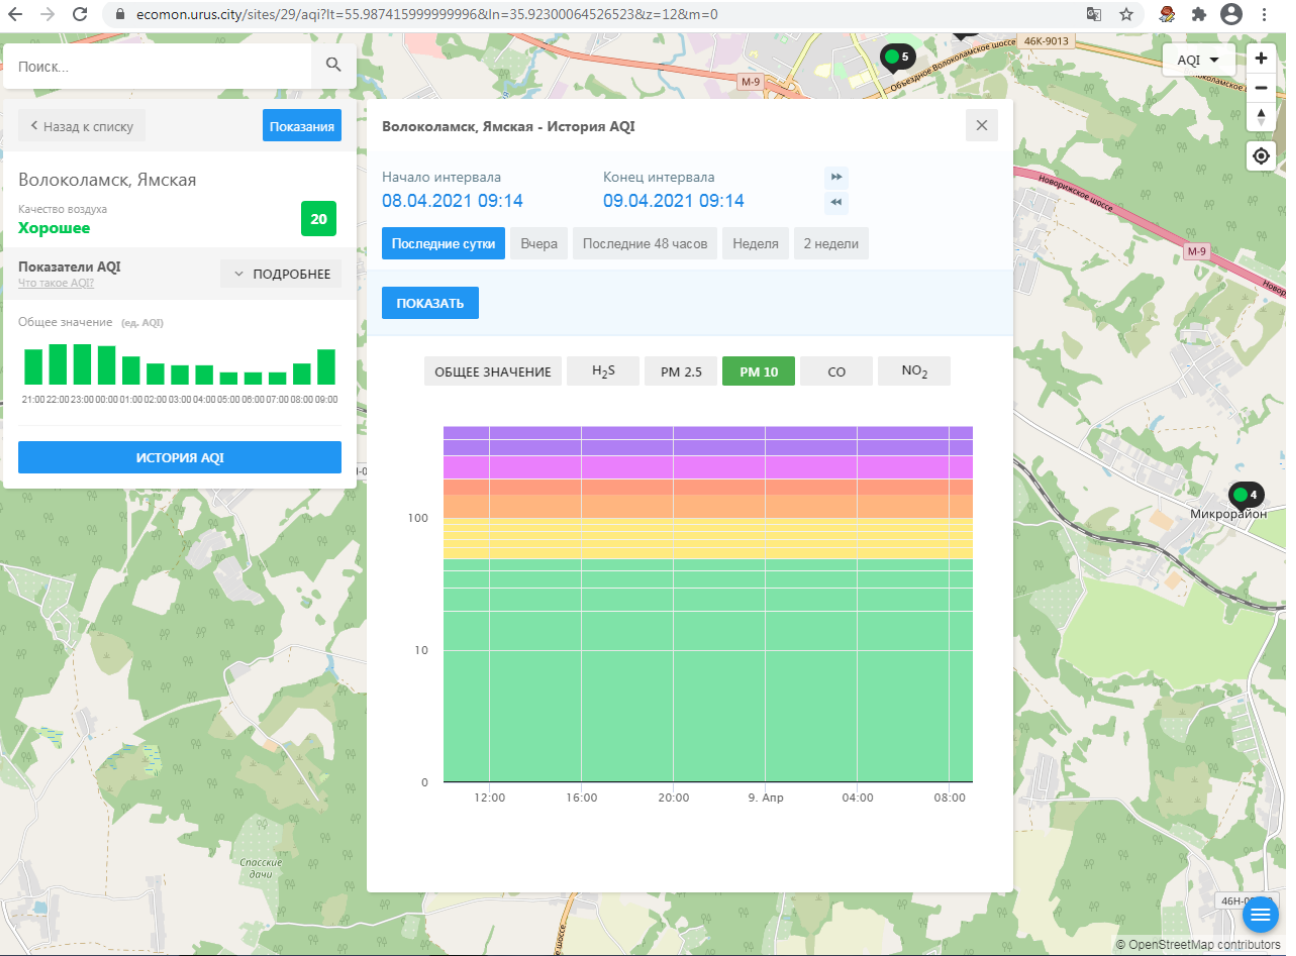 ecomon.urus.city/sites/29/aqi?lt=55.987415999999996&ln=35.92300064526523&z=12&m=0
Поиск...
Назад к списку
Показания
Волоколамск, Ямская
Качество воздуха
Хорошее
20
Показатели AQI
Что такое AQI?
ПОДРОБНЕЕ
Общее значение (ед. AQI)
21:00 22:00 23:00 00:00 01:00 02:00 03:00 04:00 05:00 06:00 07:00 08:00 09:00
ИСТОРИЯ AQI
Волоколамск, Ямская - История AQI
Начало интервала
08.04.2021 09:14
Конец интервала
09.04.2021 09:14
Последние сутки
Вчера
Последние 48 часов
Неделя
2 недели
ПОКАЗАТЬ
ОБЩЕЕ ЗНАЧЕНИЕ
H2S
PM 2.5
PM 10
CO
NO2
100
10
0
12:00
16:00
20:00
9. Апр
04:00
08:00
M-9
5
Объездное Волоколамское шоссе
46К-9013
AQI
Новорижское шоссе
M-9
4
Микрорайон
Спасские
дачи
© OpenStreetMap contributors